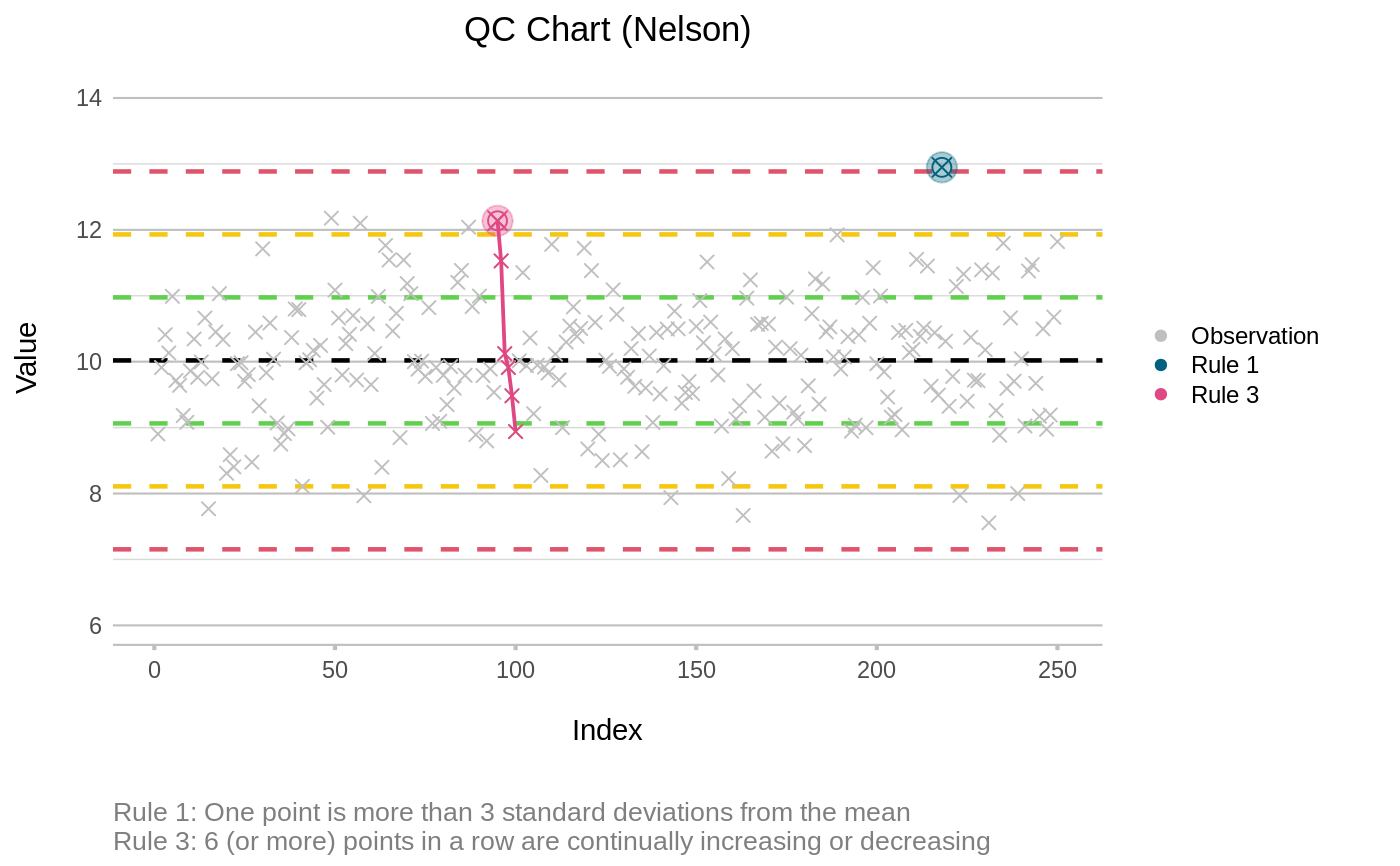 QC Chart (Nelson)
14
12
10
8
6
Value
0 50 100 150 200 250
Index
Observation
Rule 1
Rule 3
Rule 1: One point is more than 3 standard deviations from the mean
Rule 3: 6 (or more) points in a row are continually increasing or decreasing